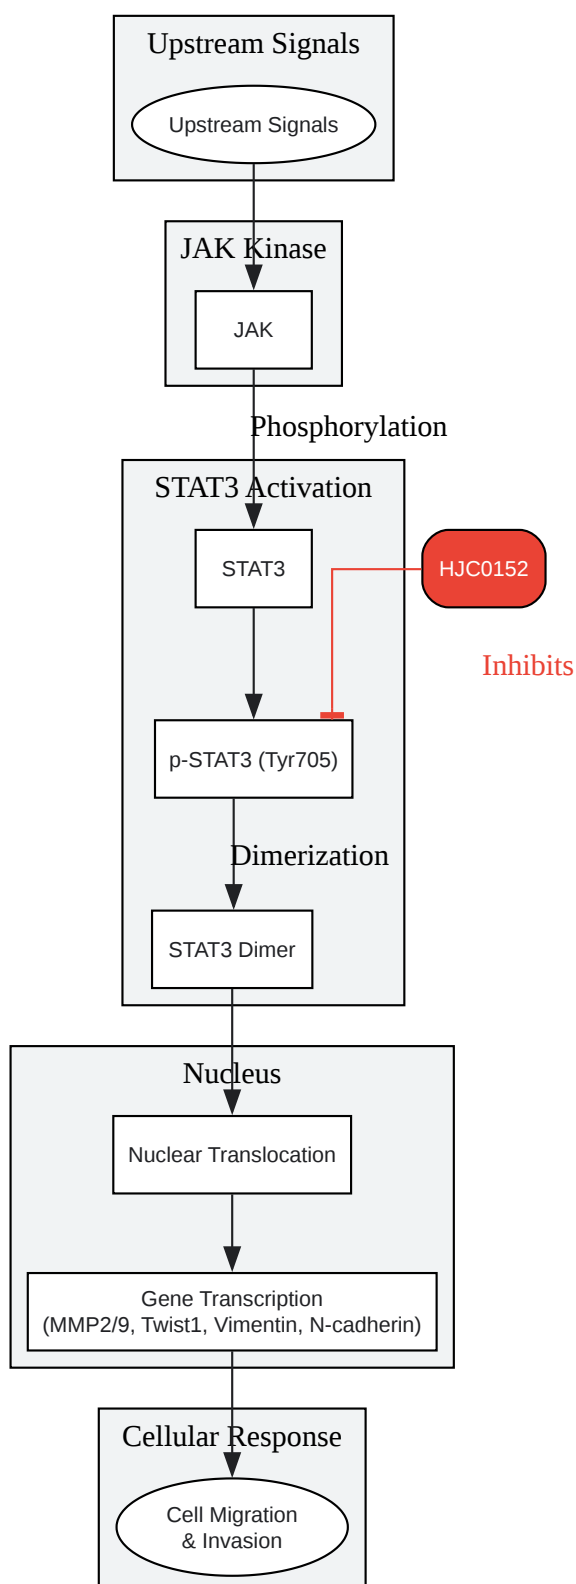 Upstream Signals
Upstream Signals
JAK Kinase
JAK
Phosphorylation
STAT3 Activation
STAT3
HJC0152
Inhibits
p-STAT3 (Tyr705)
Dimerization
STAT3 Dimer
Nucleus
Nuclear Translocation
Gene Transcription
(MMP2/9, Twist1, Vimentin, N-cadherin)
Cellular Response
Cell Migration
& Invasion